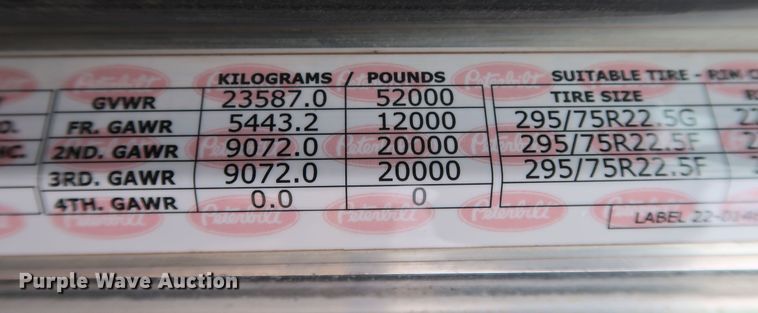 KILOGRAMS / POUNDS SUITABLE TIRE - RIM
GVWR 23587.0 52000 TIRE SIZE
FR. GAWR 5443.2 12000 295/75R22.5G
2ND. GAWR 9072.0 20000 295/75R22.5F
3RD. GAWR 9072.0 20000 295/75R22.5F
4TH. GAWR 0.0 0
LABEL
Peterbilt
Purple Wave Auction